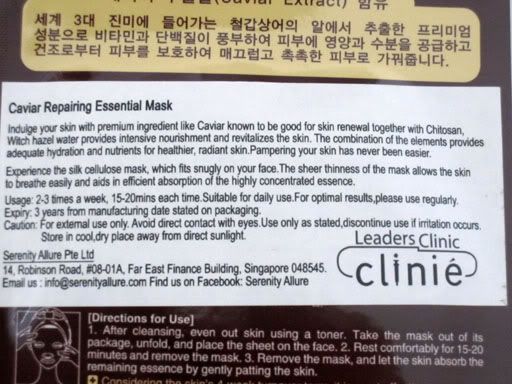 (Caviar Extract) 함유
세계 3대 진미에 들어가는 철갑상어의 알에서 추출한 프리미엄
성분으로 비타민과 단백질이 풍부하여 피부에 영양과 수분을 공급하고
건조로부터 피부를 보호하여 매끄럽고 촉촉한 피부로 가꿔줍니다.
Caviar Repairing Essential Mask
Indulge your skin with premium ingredient like Caviar known to be good for skin renewal together with Chitosan,
Witch hazel water provides intensive nourishment and revitalizes the skin. The combination of the elements provides
adequate hydration and nutrients for healthier, radiant skin.Pampering your skin has never been easier.
Experience the silk cellulose mask, which fits snugly on your face.The sheer thinness of the mask allows the skin
to breathe easily and aids in efficient absorption of the highly concentrated essence.
Usage: 2-3 times a week, 15-20mins each time.Suitable for daily use.For optimal results,please use regularly.
Expiry: 3 years from manufacturing date stated on packaging.
Caution: For external use only. Avoid direct contact with eyes.Use only as stated,discontinue use if irritation occurs.
Store in cool,dry place away from direct sunlight.
Serenity Allure Pte Ltd
14, Robinson Road, #08-01A, Far East Finance Building, Singapore 048545.
Email us : info@serenityallure.com Find us on Facebook: Serenity Allure
Leaders Clinic
clinié
[Directions for Use]
1. After cleansing, even out skin using a toner. Take the mask out of its
package, unfold, and place the sheet on the face. 2. Rest comfortably for 15-20
minutes and remove the mask. 3. Remove the mask, and let the skin absorb the
remaining essence by gently patting the skin.
Considering the skin's 4 week turnover